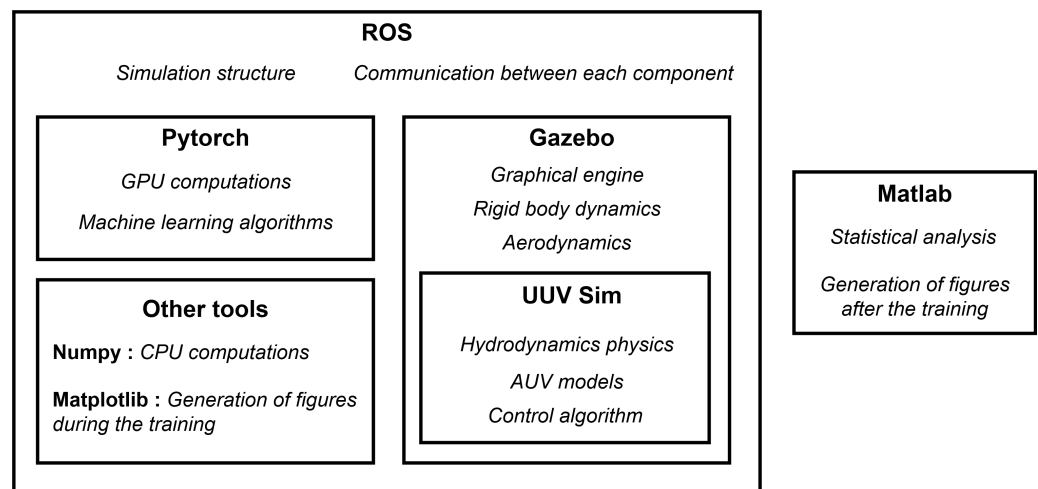 ROS
Simulation structure
Communication between each component
Pytorch
GPU computations
Machine learning algorithms
Other tools
Numpy : CPU computations
Matplotlib : Generation of figures
during the training
Gazebo
Graphical engine
Rigid body dynamics
Aerodynamics
UUV Sim
Hydrodynamics physics
AUV models
Control algorithm
Matlab
Statistical analysis
Generation of figures
after the training